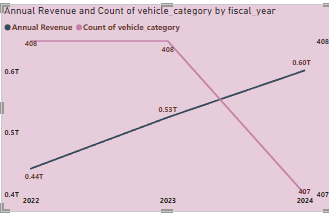 Annual Revenue and Count of vehicle_category by fiscal_year
Annual Revenue Count of vehicle category
408 408 408
0.6T 0.60T
0.53T
0.5T
0.44T
0.4T 407 407
2022 2023 2024